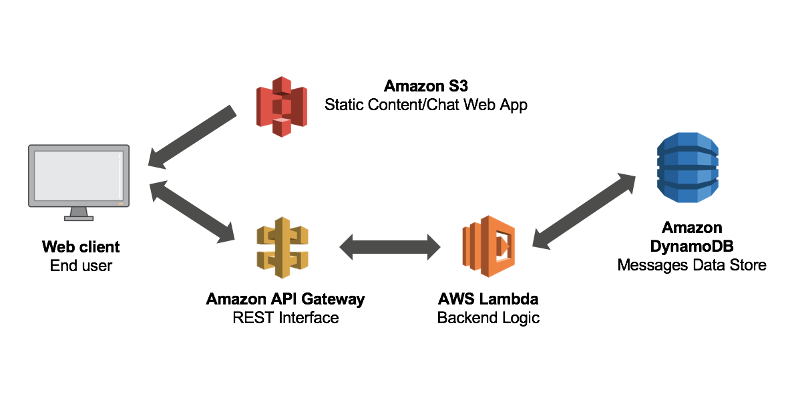 Amazon S3
Static Content/Chat Web App
Web client
End user
Amazon API Gateway
REST Interface
AWS Lambda
Backend Logic
Amazon
DynamoDB
Messages Data Store